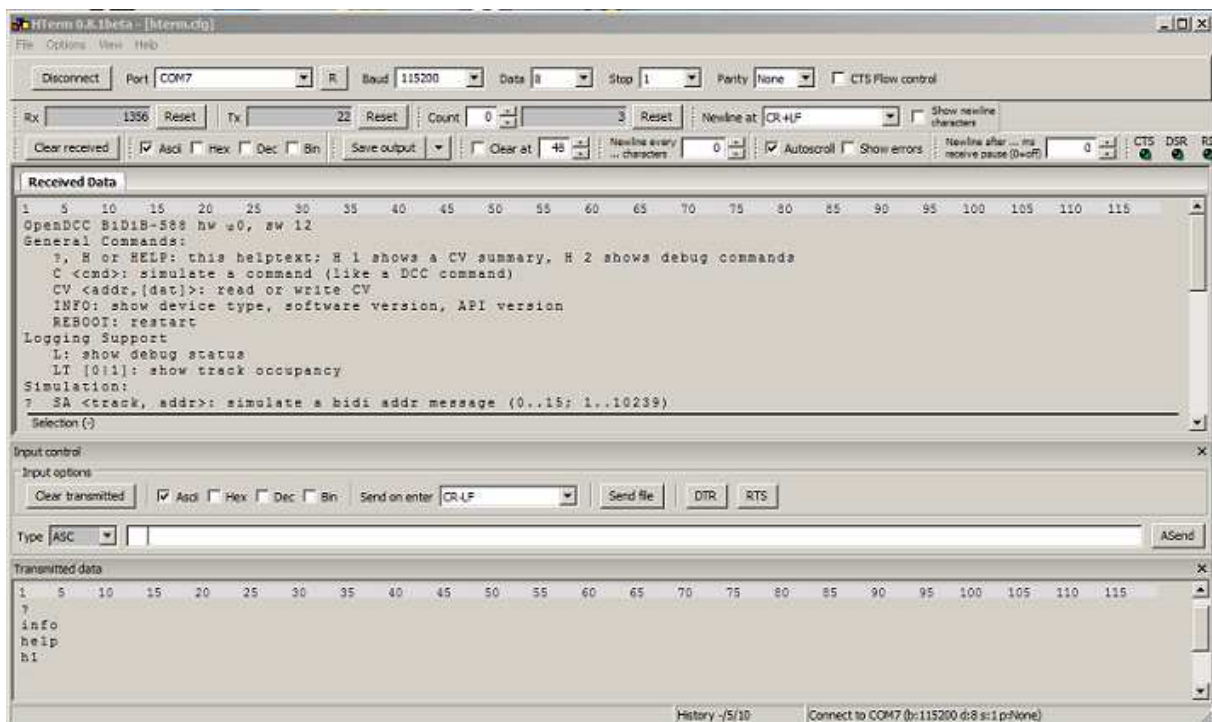 HTerm 0.8.1beta - [hterm.cfg]
File Options View Help
Disconnect Port COM7 R Baud 115200 Data 8 Stop 1 Parity None CTS Flow control
Rx 1356 Reset Tx 22 Reset Count 0 3 Reset Newline at CR+LF Show newline characters
Clear received Ascii Hex Dec Bin Save output Clear at 48 Newline every ... characters 0 Autoscroll Show errors Newline after ... ms receive pause (0=off) 0 CTS DSR
Received Data
1 5 10 15 20 25 30 35 40 45 50 55 60 65 70 75 80 85 90 95 100 105 110 115
OpenDCC BiDiB-S88 hw 0, sw 12
General Commands:
?, H or HELP: this helptext; H 1 shows a CV summary, H 2 shows debug commands
C <cmd>: simulate a command (like a DCC command)
CV <addr,[dat]>: read or write CV
INFO: show device type, software version, API version
REBOOT: restart
Logging Support
L: show debug status
LT [0|1]: show track occupancy
Simulation:
? SA <track, addr>: simulate a bidi addr message (0..15; 1..10239)
Selection (-)
Input control
Input options
Clear transmitted Ascii Hex Dec Bin Send on enter CR-LF Send file DTR RTS
Type ASC ASend
Transmitted data
1 5 10 15 20 25 30 35 40 45 50 55 60 65 70 75 80 85 90 95 100 105 110 115
?
info
help
h1
History -/5/10 Connect to COM7 (b:115200 d:8 s:1 p:None)